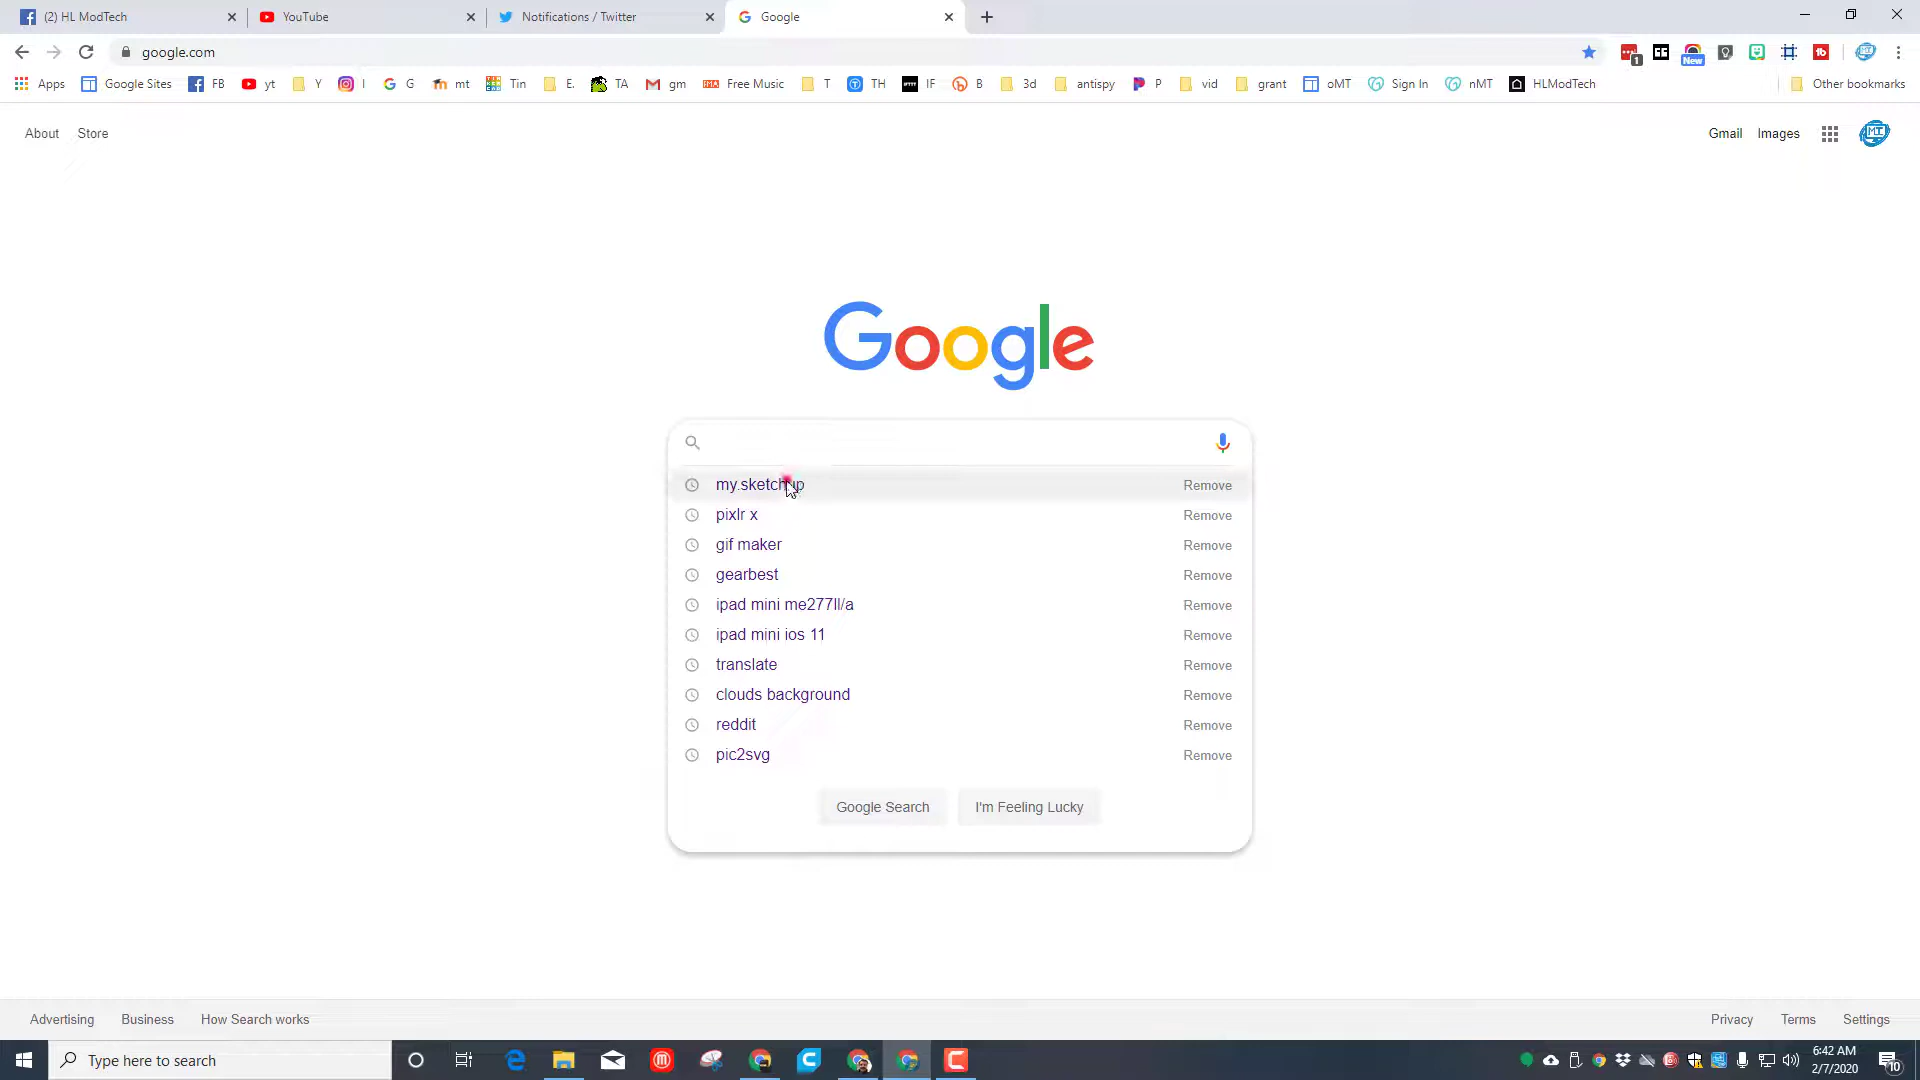 (2) HL ModTech
YouTube
Notifications / Twitter
Google
google.com
1
New
Apps
Google Sites
FB
yt
Y
I
G
mt
Tin
E.
TA
gm
Free Music
T
TH
IF
B
3d
antispy
P
vid
grant
oMT
Sign In
nMT
HLModTech
Other bookmarks
About
Store
Gmail
Images
Google
my.sketchup
Remove
pixlr x
Remove
gif maker
Remove
gearbest
Remove
ipad mini me277ll/a
Remove
ipad mini ios 11
Remove
translate
Remove
clouds background
Remove
reddit
Remove
pic2svg
Remove
Google Search
I'm Feeling Lucky
Advertising
Business
How Search works
Privacy
Terms
Settings
Type here to search
6:42 AM
2/7/2020
10